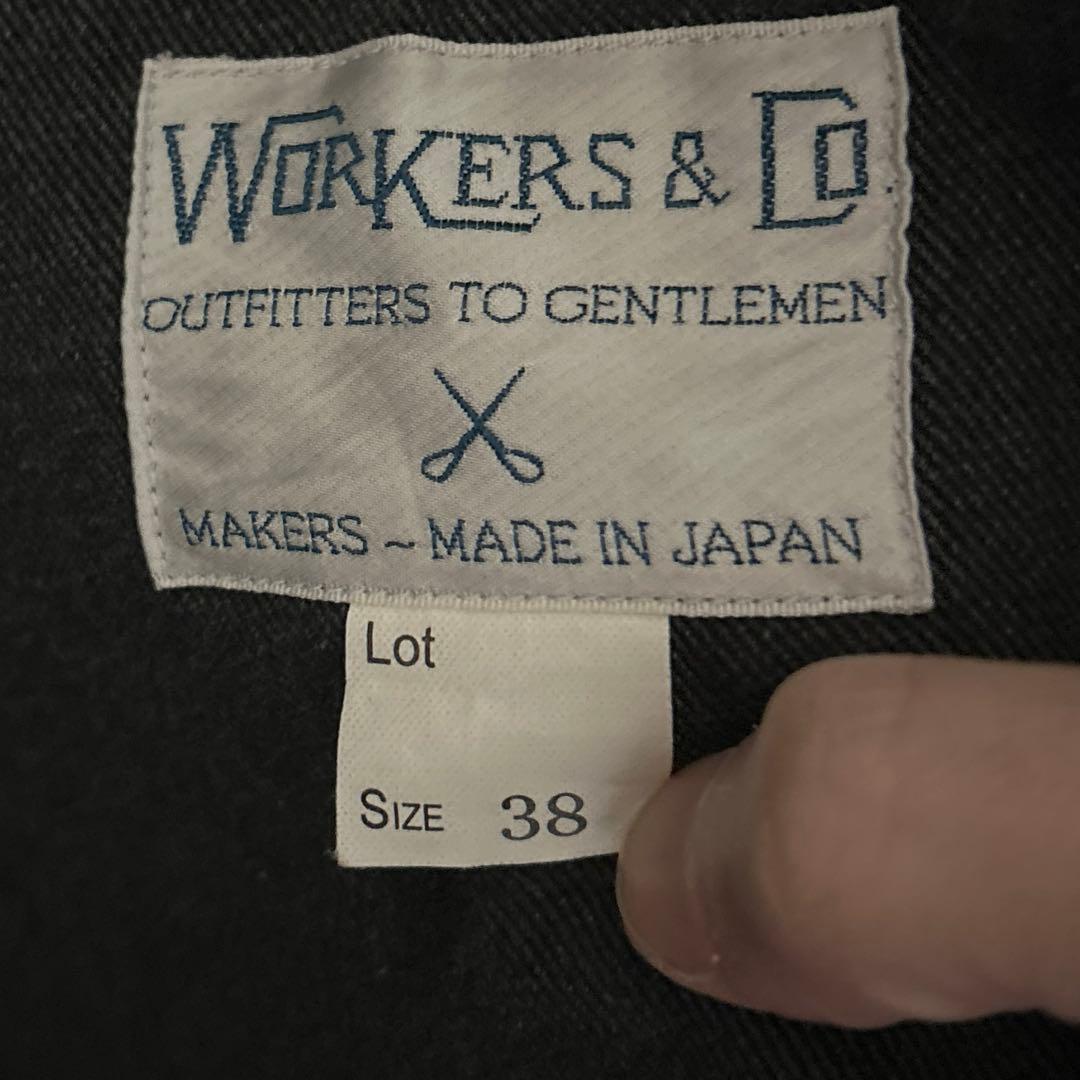 WORKERS & CO.
OUTFITTERS TO GENTLEMEN
MAKERS ~ MADE IN JAPAN
Lot
SIZE 38